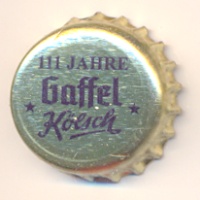 111 JAHRE
Gaffel
Kölsch